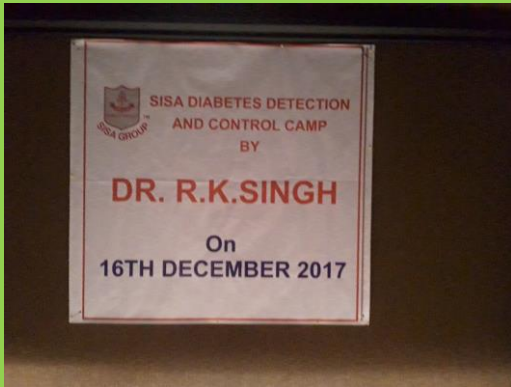 SISA DIABETES DETECTION
AND CONTROL CAMP
BY
SISA GROUP
DR. R.K.SINGH
On
16TH DECEMBER 2017